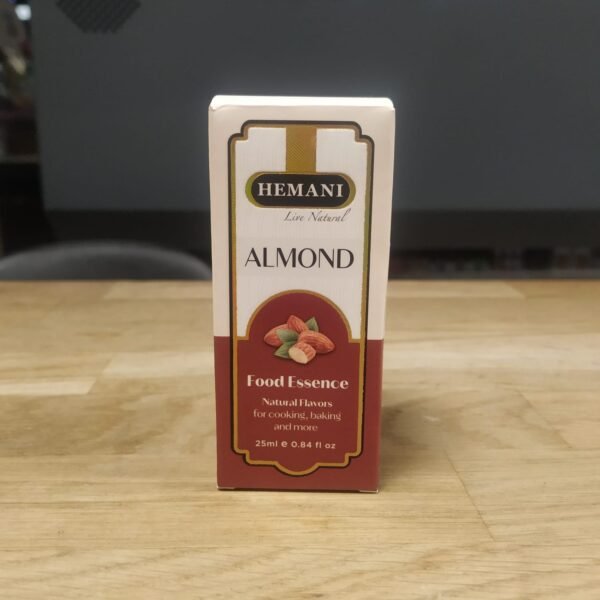 HEMANI
Live Natural
ALMOND
Food Essence
Natural Flavors
for cooking, baking
and more
25ml e 0.84 fl oz